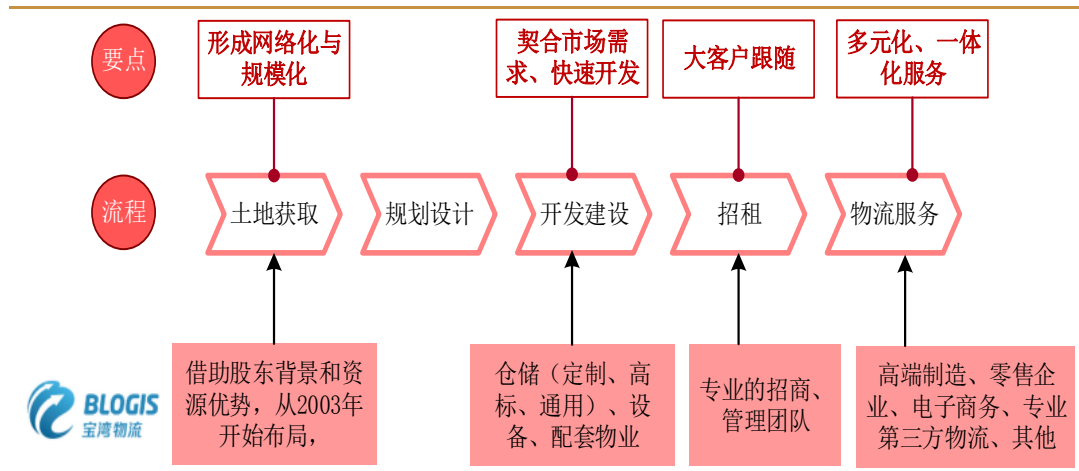 要点
形成网络化与
规模化
契合市场需
求、快速开发
大客户跟随
多元化、一体
化服务
流程
土地获取
规划设计
开发建设
招租
物流服务
BLOGIS
宝湾物流
借助股东背景和资
源优势，从2003年
开始布局，
仓储（定制、高
标、通用）、设
备、配套物业
专业的招商、
管理团队
高端制造、零售企
业、电子商务、专业
第三方物流、其他